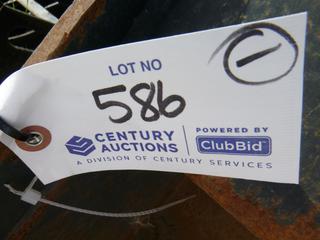 LOT NO
586
CENTURY
AUCTIONS
POWERED BY
ClubBid
A DIVISION OF CENTURY SERVICES